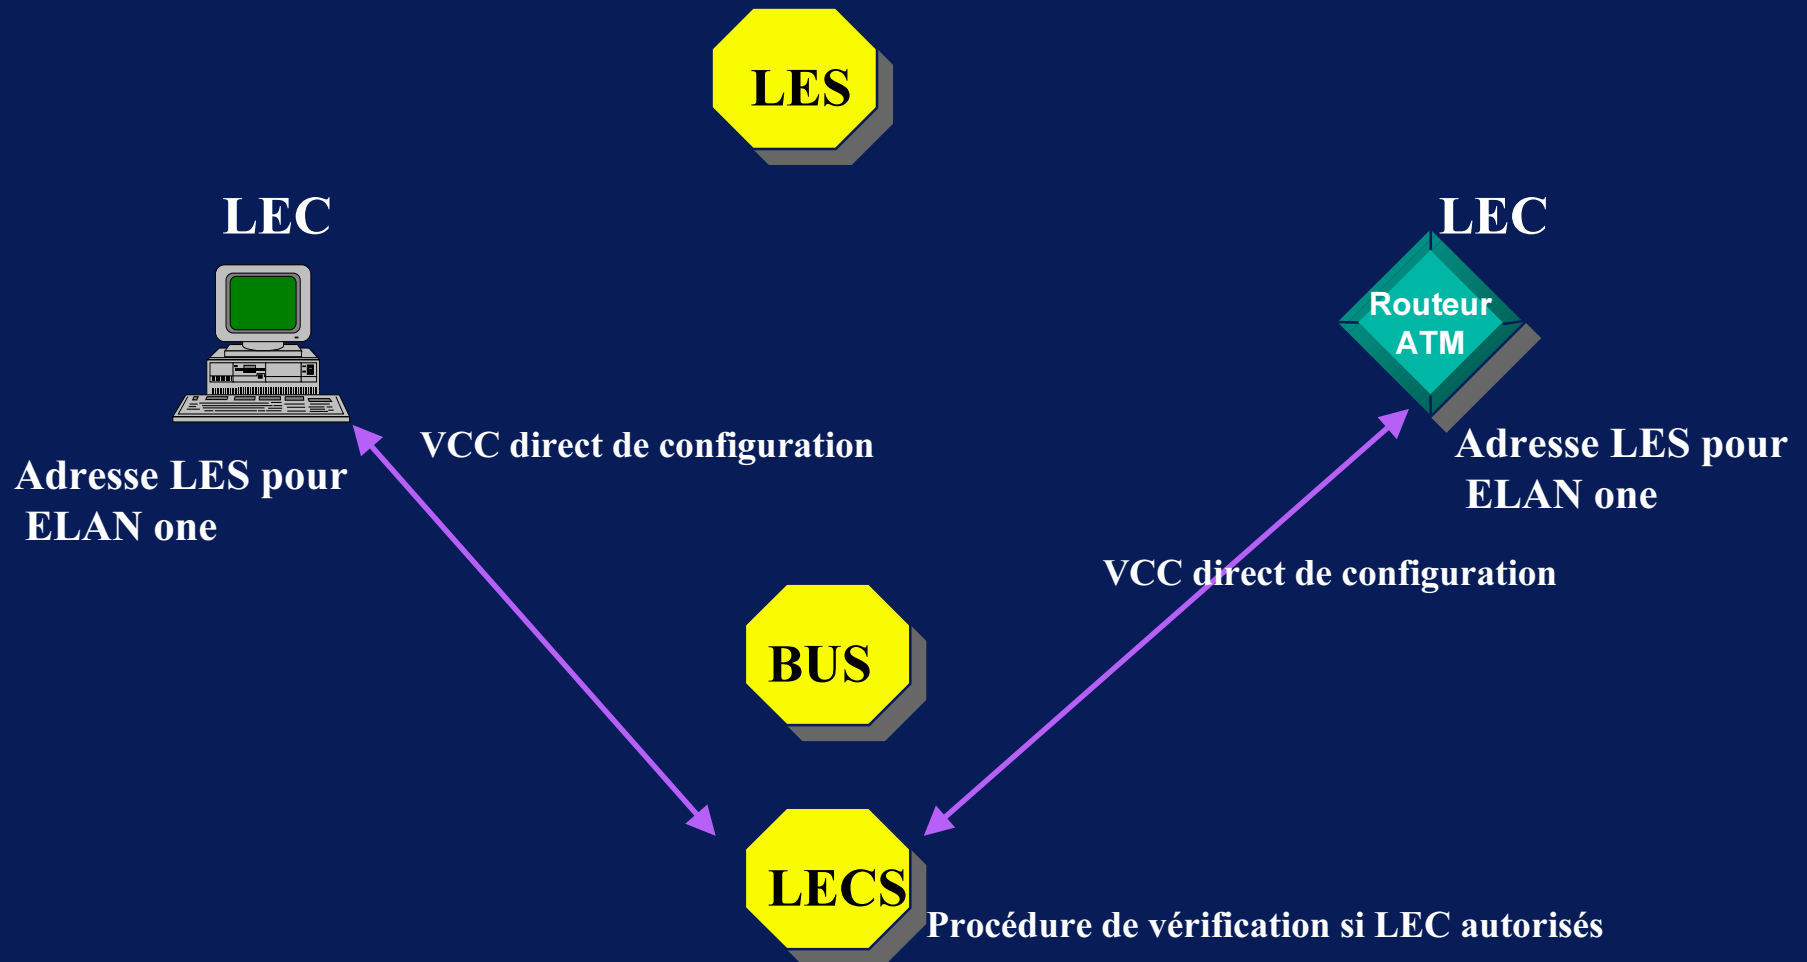 LES
LEC
LEC
Routeur
ATM
VCC direct de configuration
Adresse LES pour
ELAN one
Adresse LES pour
ELAN one
VCC direct de configuration
BUS
LECS
Procédure de vérification si LEC autorisés